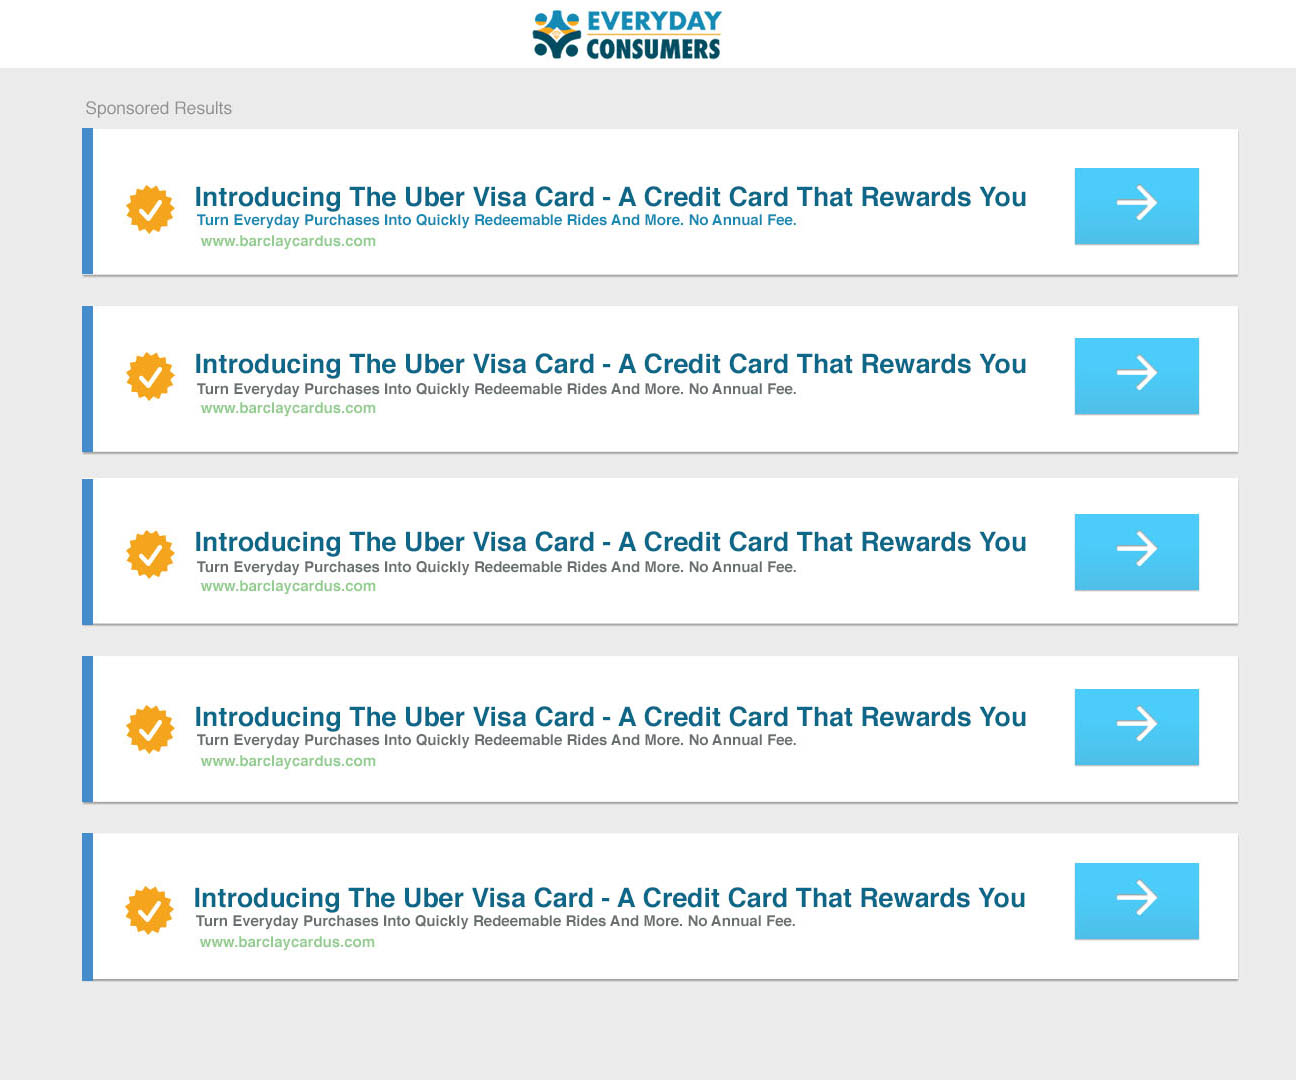 EVERYDAY
CONSUMERS
Sponsored Results
Introducing The Uber Visa Card - A Credit Card That Rewards You
Turn Everyday Purchases Into Quickly Redeemable Rides And More. No Annual Fee.
www.barclaycardus.com
Introducing The Uber Visa Card - A Credit Card That Rewards You
Turn Everyday Purchases Into Quickly Redeemable Rides And More. No Annual Fee.
www.barclaycardus.com
Introducing The Uber Visa Card - A Credit Card That Rewards You
Turn Everyday Purchases Into Quickly Redeemable Rides And More. No Annual Fee.
www.barclaycardus.com
Introducing The Uber Visa Card - A Credit Card That Rewards You
Turn Everyday Purchases Into Quickly Redeemable Rides And More. No Annual Fee.
www.barclaycardus.com
Introducing The Uber Visa Card - A Credit Card That Rewards You
Turn Everyday Purchases Into Quickly Redeemable Rides And More. No Annual Fee.
www.barclaycardus.com